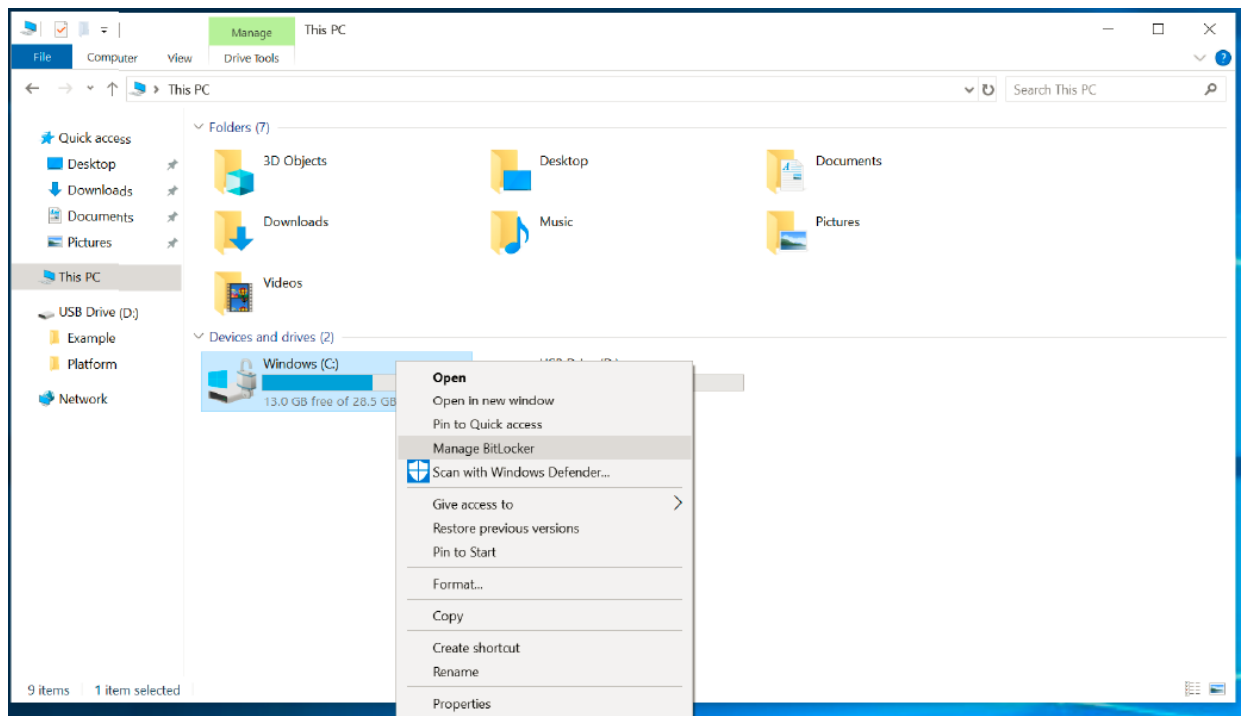 Manage This PC
File Computer View Drive Tools
This PC
Search This PC
Quick access
Desktop
Downloads
Documents
Pictures
This PC
USB Drive (D:)
Example
Platform
Network
Folders (7)
3D Objects Desktop Documents
Downloads Music Pictures
Videos
Devices and drives (2)
Windows (C:)
13.0 GB free of 28.5 GB
Open
Open in new window
Pin to Quick access
Manage BitLocker
Scan with Windows Defender...
Give access to
Restore previous versions
Pin to Start
Format...
Copy
Create shortcut
Rename
Properties
9 items 1 item selected